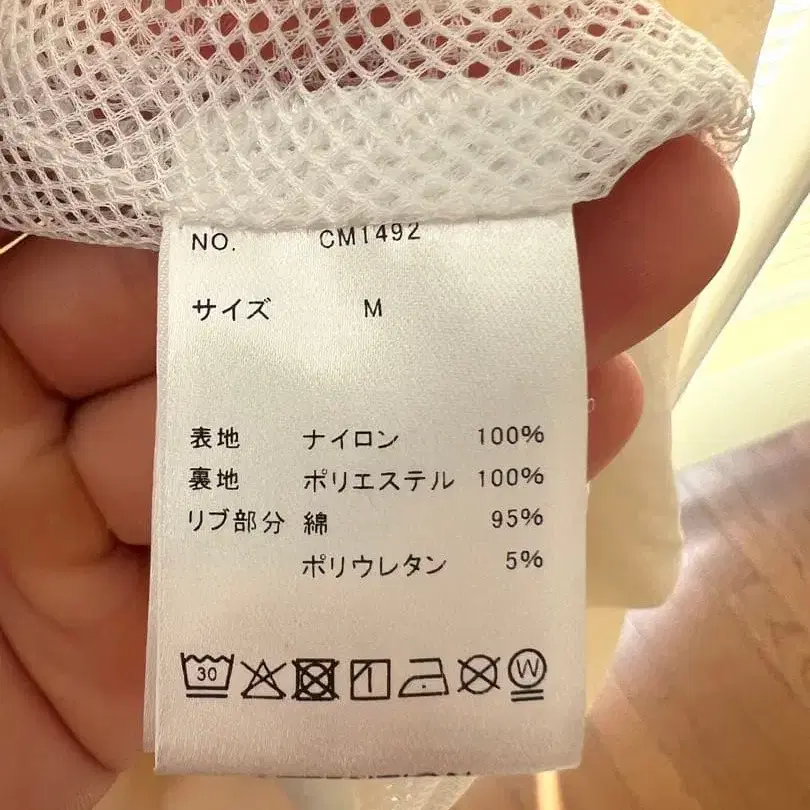 NO. CM1492
サイズ M
表地 ナイロン 100%
裏地 ポリエステル 100%
リブ部分 綿 95%
ポリウレタン 5%
30 W